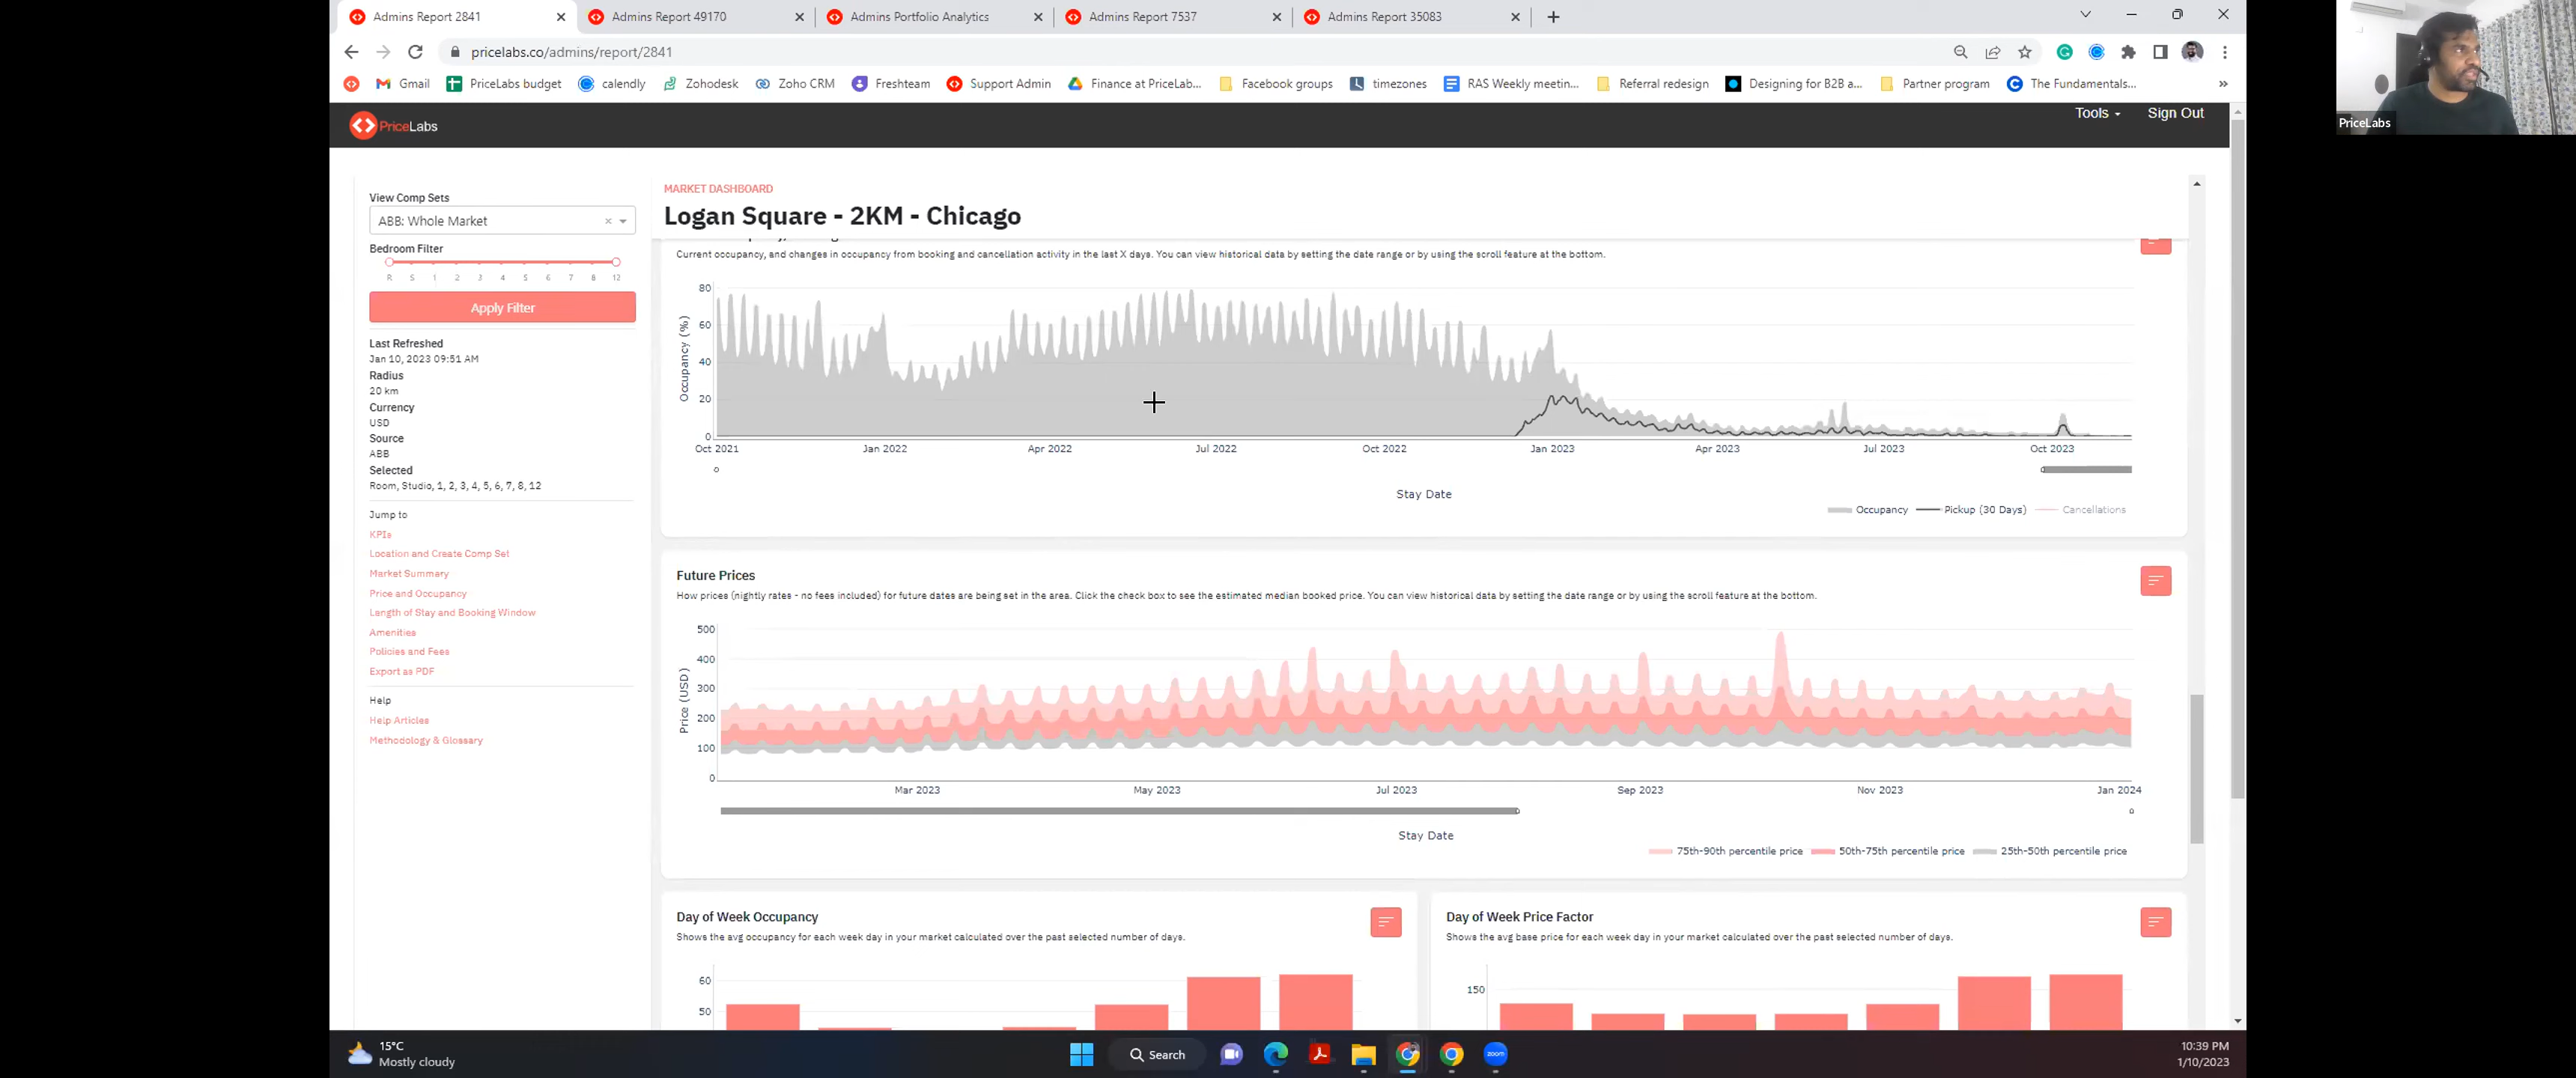 Admins Report 2841
Admins Report 49170
Admins Portfolio Analytics
Admins Report 7537
Admins Report 35083
pricelabs.co/admins/report/2841
Gmail
PriceLabs budget
calendly
Zohodesk
Zoho CRM
Freshteam
Support Admin
Finance at PriceLab...
Facebook groups
timezones
RAS Weekly meetin...
Referral redesign
Designing for B2B a...
Partner program
The Fundamentals...
PriceLabs
Tools
Sign Out
View Comp Sets
ABB: Whole Market
Bedroom Filter
R S 1 2 3 4 5 6 7 8 12
Apply Filter
Last Refreshed
Jan 10, 2023 09:51 AM
Radius
20 km
Currency
USD
Source
ABB
Selected
Room, Studio, 1, 2, 3, 4, 5, 6, 7, 8, 12
Jump to
KPIs
Location and Create Comp Set
Market Summary
Price and Occupancy
Length of Stay and Booking Window
Amenities
Policies and Fees
Export as PDF
Help
Help Articles
Methodology & Glossary
MARKET DASHBOARD
Logan Square - 2KM - Chicago
Current occupancy, and changes in occupancy from booking and cancellation activity in the last X days. You can view historical data by setting the date range or by using the scroll feature at the bottom.
Occupancy (%)
80
60
40
20
0
Oct 2021 Jan 2022 Apr 2022 Jul 2022 Oct 2022 Jan 2023 Apr 2023 Jul 2023 Oct 2023
Stay Date
Occupancy Pickup (30 Days) Cancellations
Future Prices
How prices (nightly rates - no fees included) for future dates are being set in the area. Click the check box to see the estimated median booked price. You can view historical data by setting the date range or by using the scroll feature at the bottom.
Price (USD)
500
400
300
200
100
0
Mar 2023 May 2023 Jul 2023 Sep 2023 Nov 2023 Jan 2024
Stay Date
75th-90th percentile price 50th-75th percentile price 25th-50th percentile price
Day of Week Occupancy
Shows the avg occupancy for each week day in your market calculated over the past selected number of days.
60
50
Day of Week Price Factor
Shows the avg base price for each week day in your market calculated over the past selected number of days.
150
15°C
Mostly cloudy
Search
zoom
10:39 PM
1/10/2023
PriceLabs